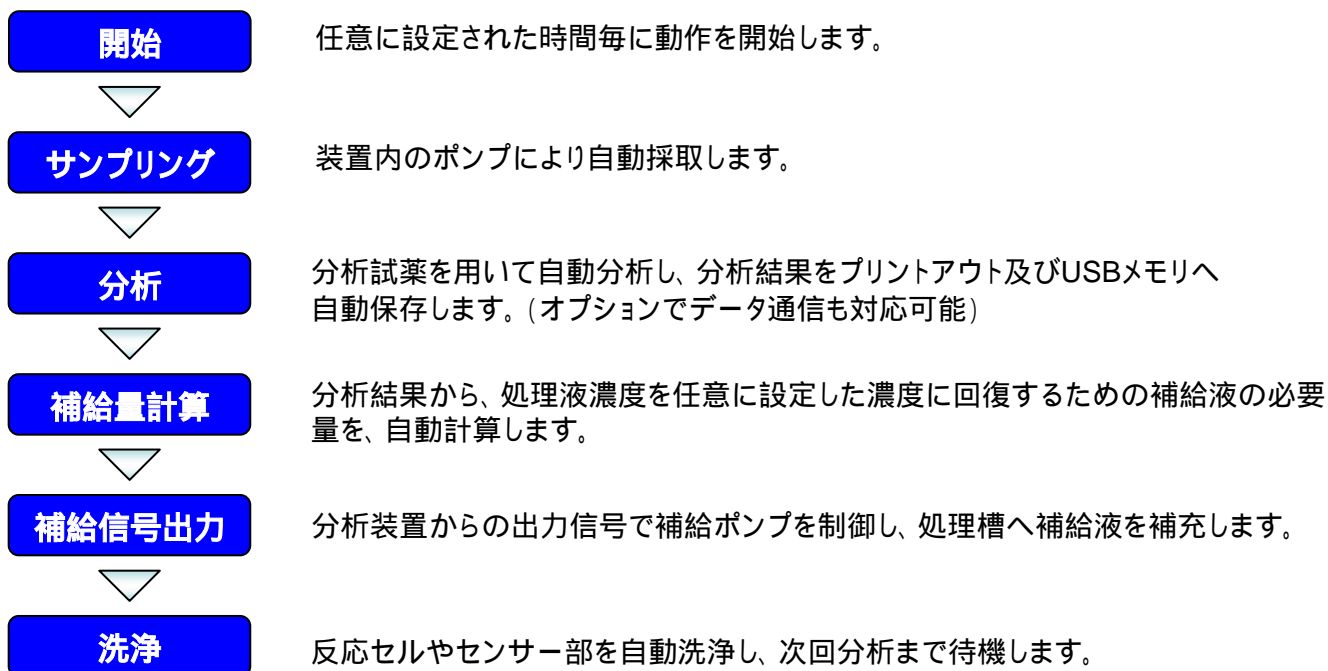 開始
任意に設定された時間毎に動作を開始します。
サンプリング
装置内のポンプにより自動採取します。
分析
分析試薬を用いて自動分析し、分析結果をプリントアウト及びUSBメモリへ
自動保存します。(オプションでデータ通信も対応可能)
補給量計算
分析結果から、処理液濃度を任意に設定した濃度に回復するための補給液の必要
量を、自動計算します。
補給信号出力
分析装置からの出力信号で補給ポンプを制御し、処理槽へ補給液を補充します。
洗浄
反応セルやセンサー部を自動洗浄し、次回分析まで待機します。